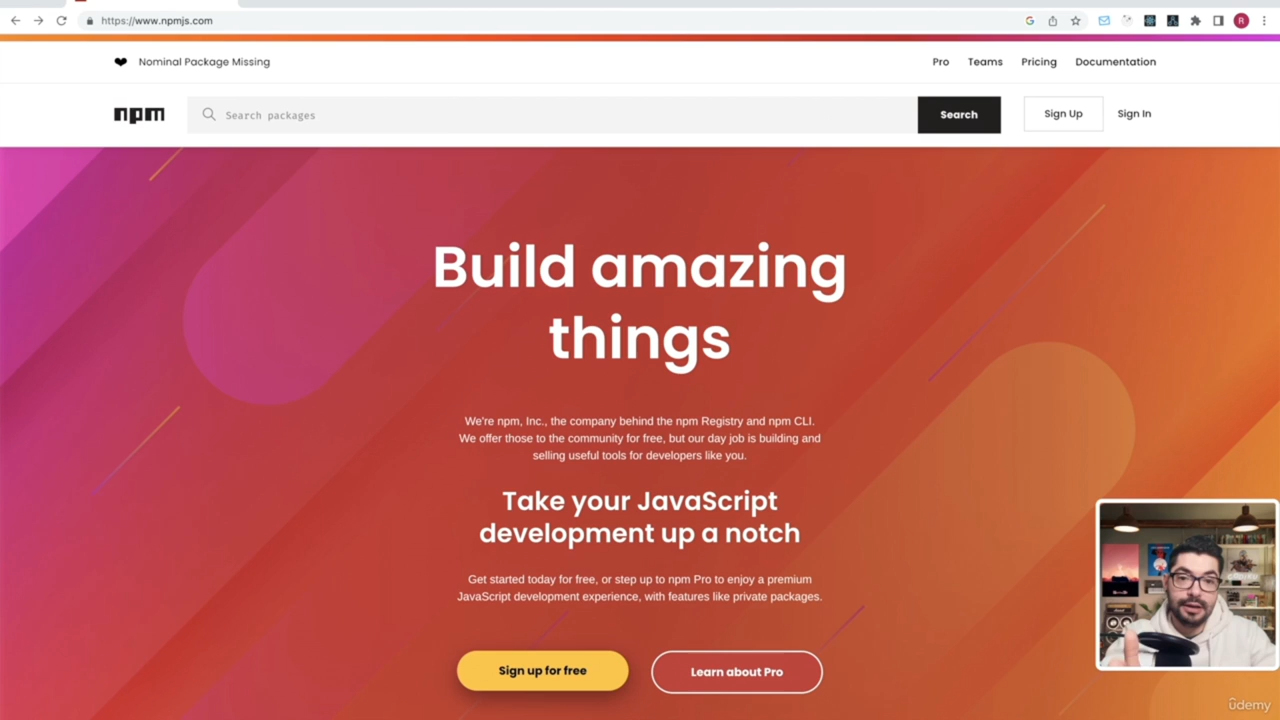 https://www.npmjs.com
R
❤ Nominal Package Missing
Pro Teams Pricing Documentation
npm
Search packages
Search
Sign Up
Sign In
Build amazing
things
We're npm, Inc., the company behind the npm Registry and npm CLI.
We offer those to the community for free, but our day job is building and
selling useful tools for developers like you.
Take your JavaScript
development up a notch
Get started today for free, or step up to npm Pro to enjoy a premium
JavaScript development experience, with features like private packages.
Sign up for free
Learn about Pro
udemy